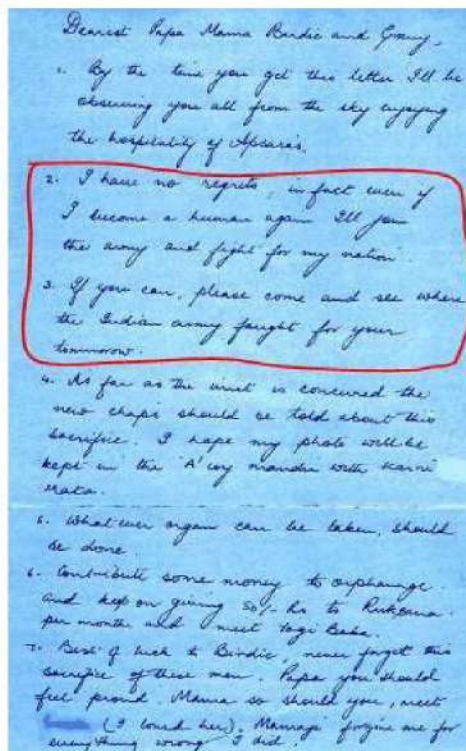 Dearest Papa Mama Birdie and Granny,
1. By the time you get this letter I'll be
observing you all from the sky enjoying
the hospitality of Apsaras.
2. I have no regrets, in fact even if
I become a human again I'll join
the army and fight for my nation.
3. If you can, please come and see where
the Indian army fought for your
tomorrow.
4. As far as the unit is concerned the
new chaps should be told about this
sacrifice. I hope my photo will be
kept in the 'A' coy mandir with Karni
Mata.
5. Whatever organ can be taken, should
be done.
6. Contribute some money to orphanage
and keep on giving 50/- Rs to Ruksana
per month and meet Yogi Baba.
7. Best of luck to Birdie, never forget this
sacrifice of these men. Papa you should
feel proud. Mama so should you, meet
(I loved her). Mamaji forgive me for
everything wrong I did.